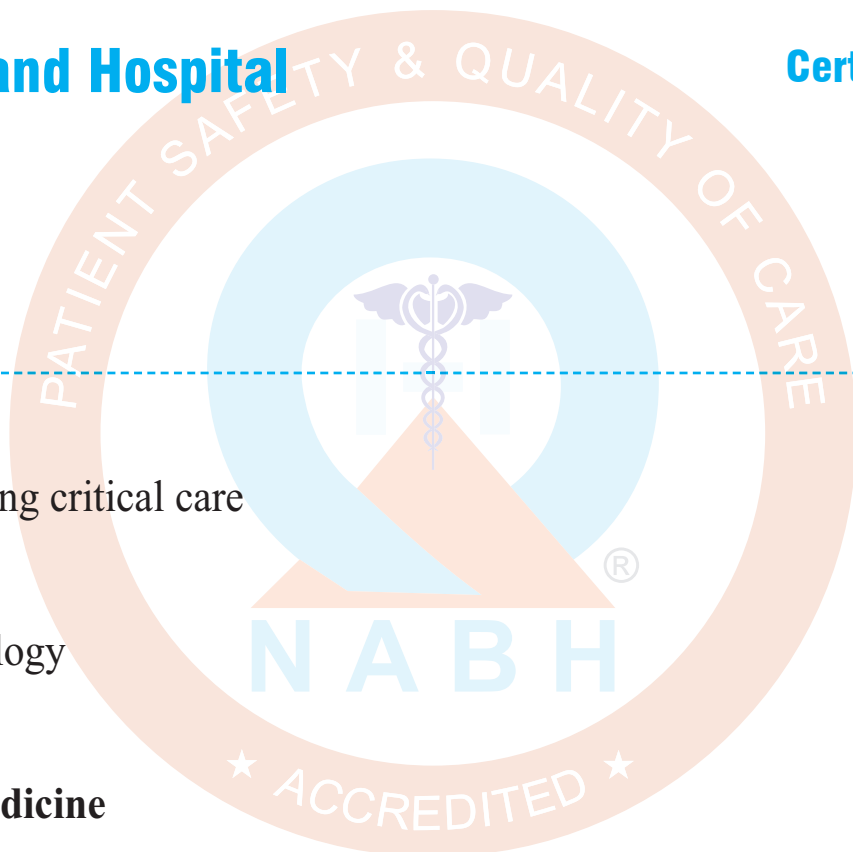 and Hospital
Cert
PATIENT SAFETY & QUALITY OF CARE
ng critical care
®
logy
NABH
dicine
★ ACCREDITED ★